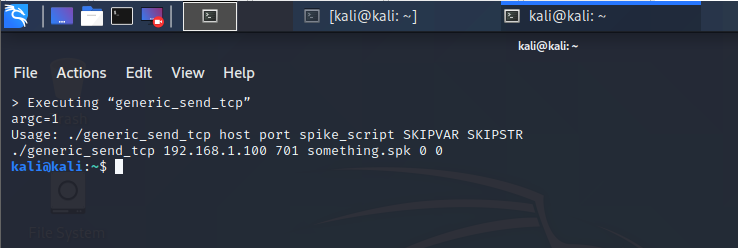 [kali@kali: ~]
kali@kali: ~
kali@kali: ~
File Actions Edit View Help
> Executing “generic_send_tcp”
argc=1
Usage: ./generic_send_tcp host port spike_script SKIPVAR SKIPSTR
./generic_send_tcp 192.168.1.100 701 something.spk 0 0
kali@kali:~$
File System